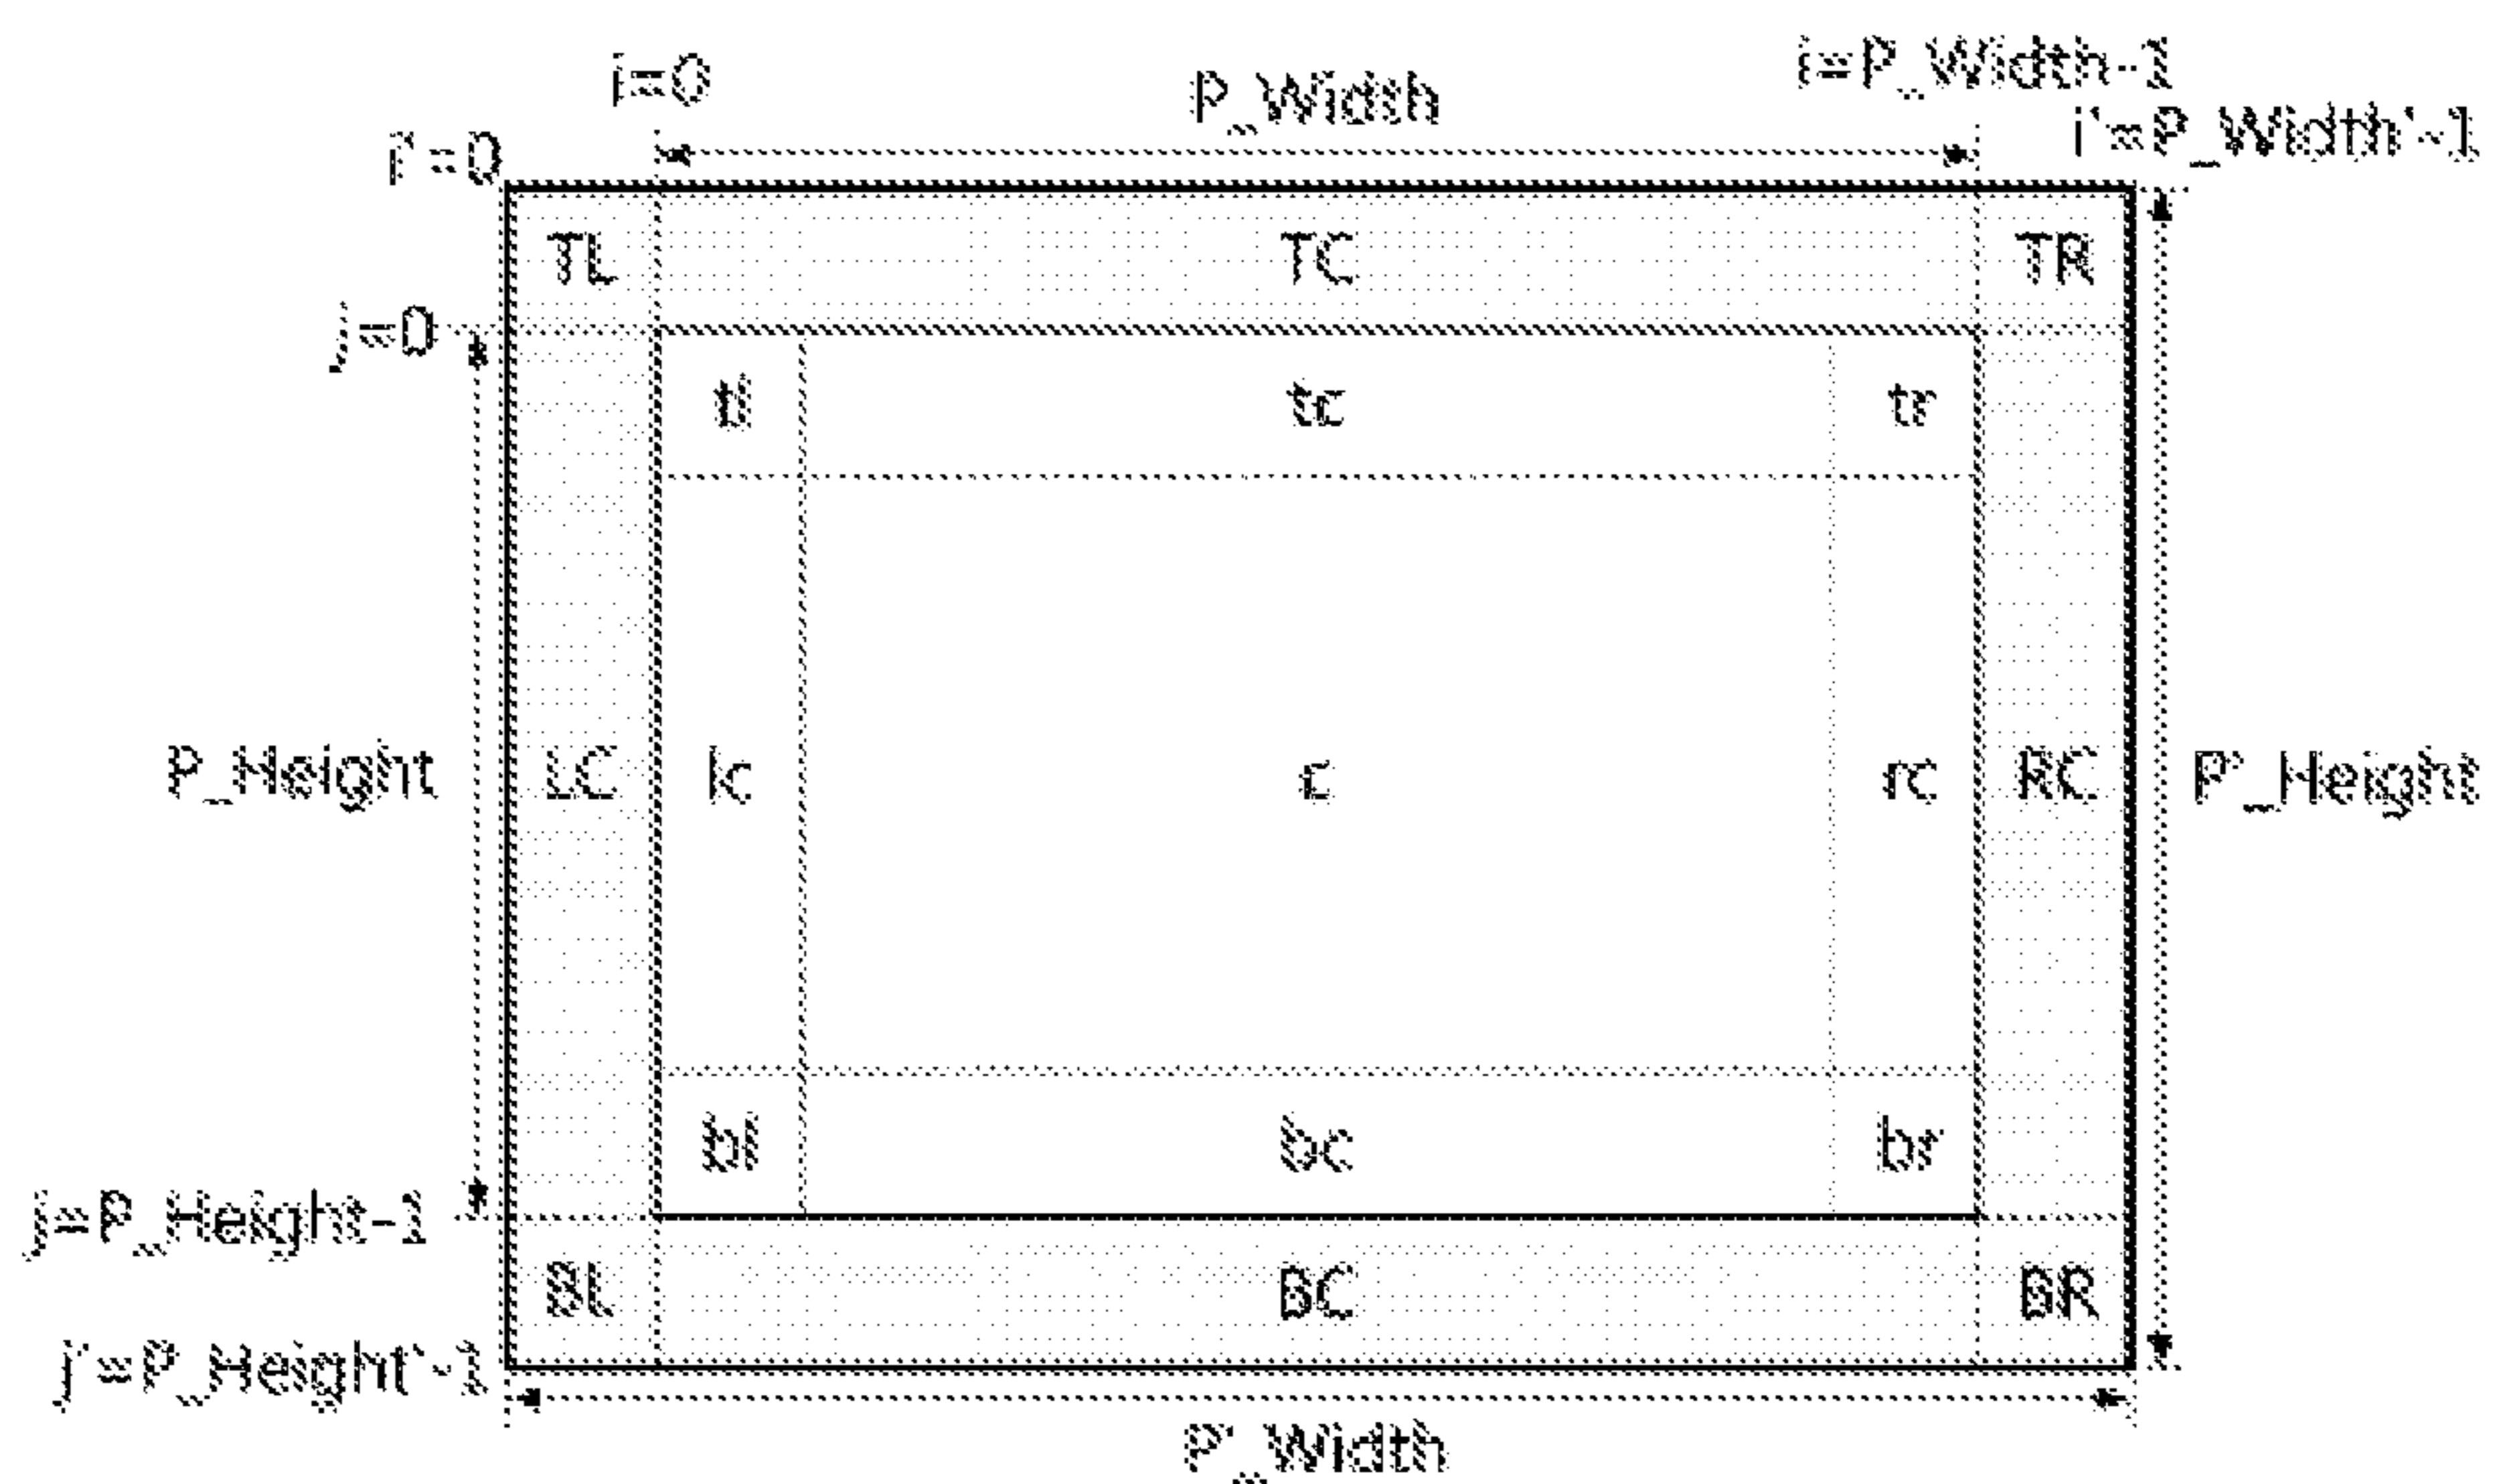 i=0
P_Width
i=P_Width-1
i'=0
i'=P_Width'-1
TL TC TR
j=0
tl tc tr
P_Height
LC lc c rc RC
P'_Height
bl bc br
j=P_Height-1
BL BC BR
j'=P_Height'-1
P'_Width